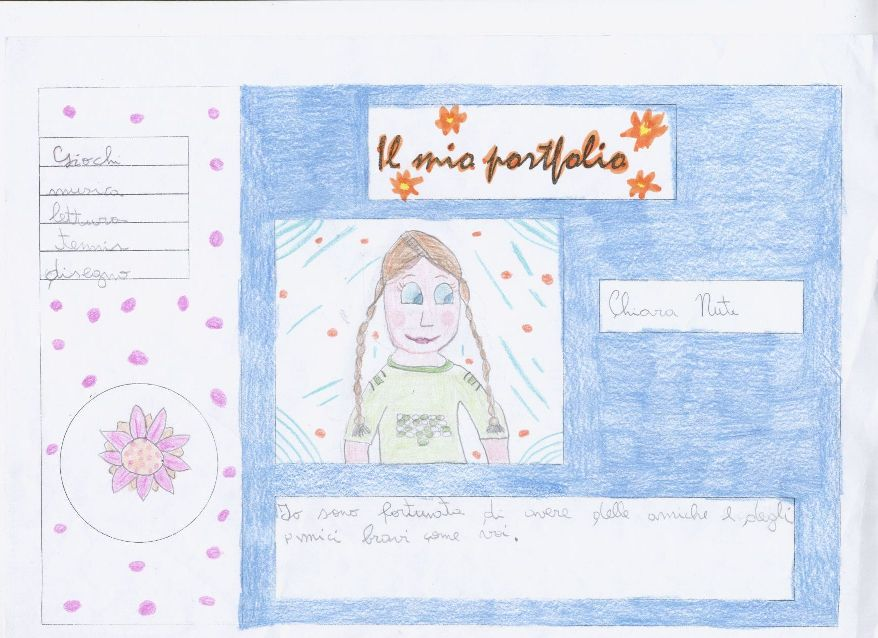 Il mio portfolio
Giochi
musica
lettura
tennis
disegno
Chiara Nuti
Io sono fortunata di avere delle amiche e degli
amici bravi come voi.